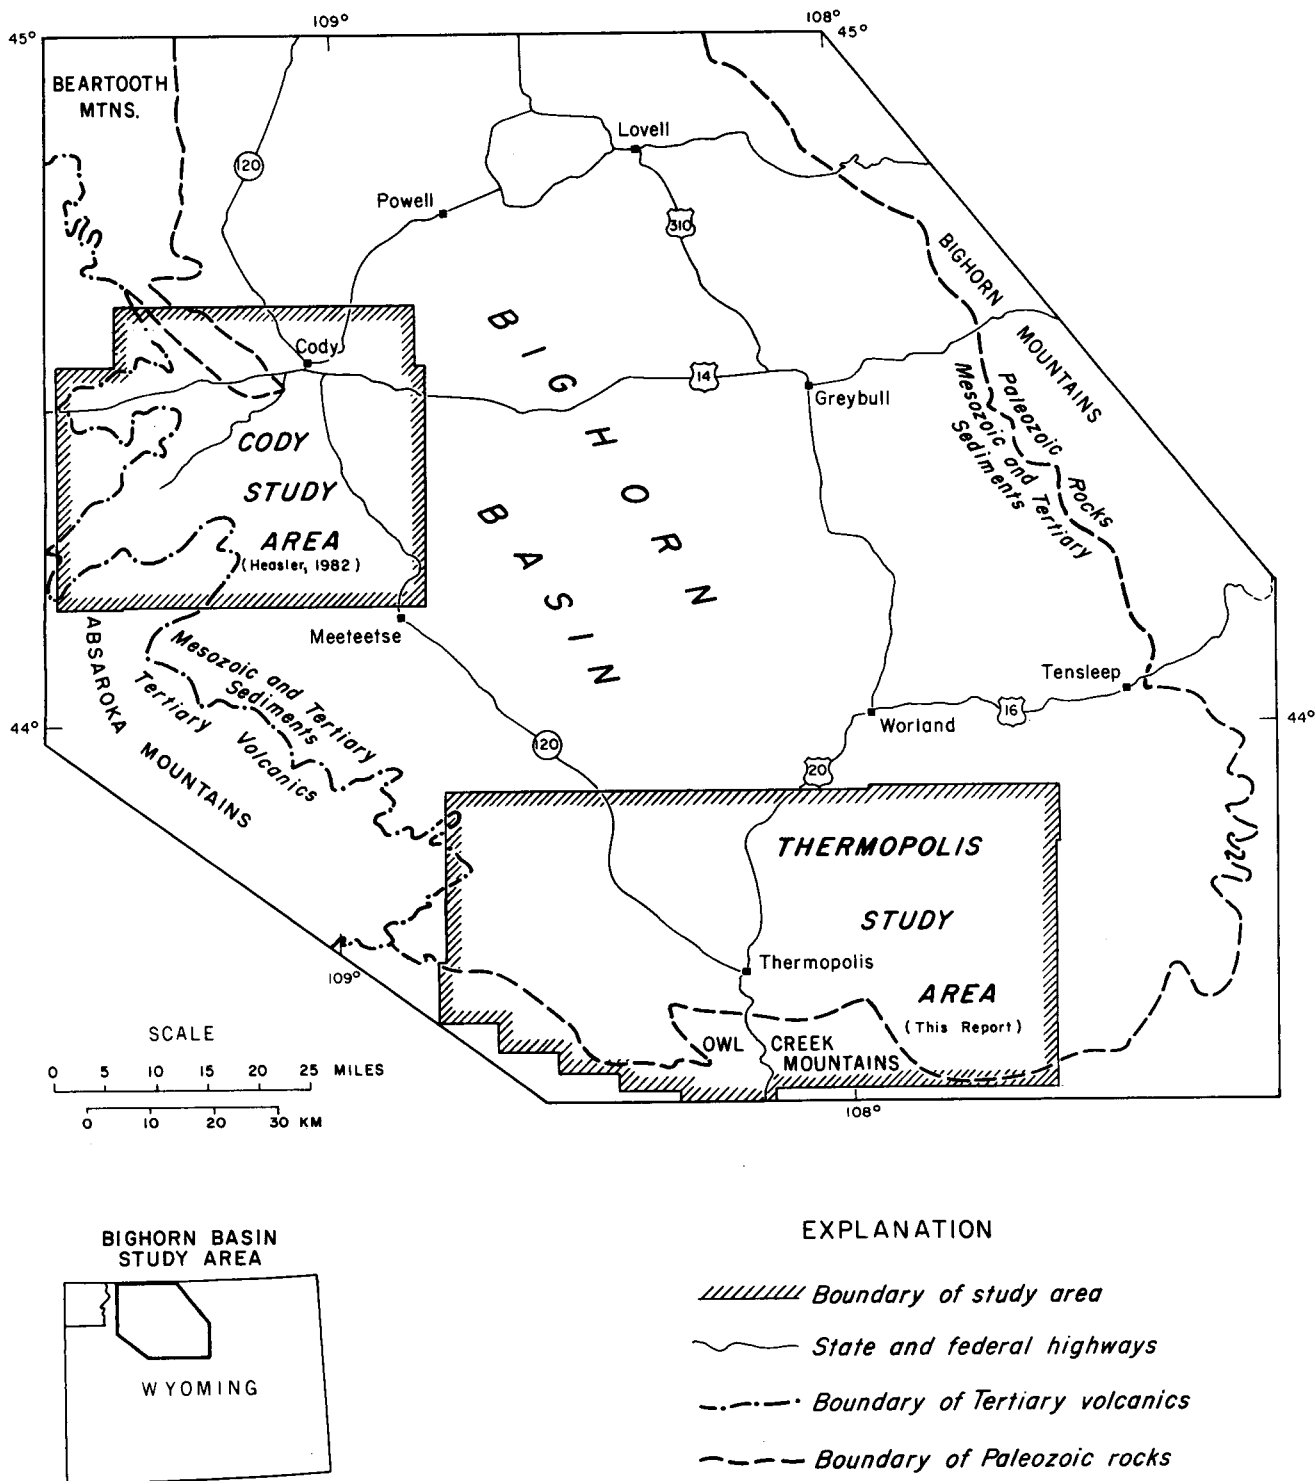 109°
108°
45°
45°
BEARTOOTH
MTNS.
Lovell
120
Powell
310
BIGHORN
MOUNTAINS
Cody
14
Greybull
BIGHORN
BASIN
Paleozoic Rocks
Mesozoic and Tertiary
Sediments
CODY
STUDY
AREA
(Heasler, 1982)
Meeteetse
ABSAROKA
MOUNTAINS
Mesozoic and Tertiary
Sediments
Tertiary Volcanics
Tensleep
16
Worland
44°
44°
120
20
THERMOPOLIS
STUDY
AREA
(This Report)
Thermopolis
109°
OWL CREEK
MOUNTAINS
108°
SCALE
0 5 10 15 20 25 MILES
0 10 20 30 KM
BIGHORN BASIN
STUDY AREA
WYOMING
EXPLANATION
Boundary of study area
State and federal highways
Boundary of Tertiary volcanics
Boundary of Paleozoic rocks